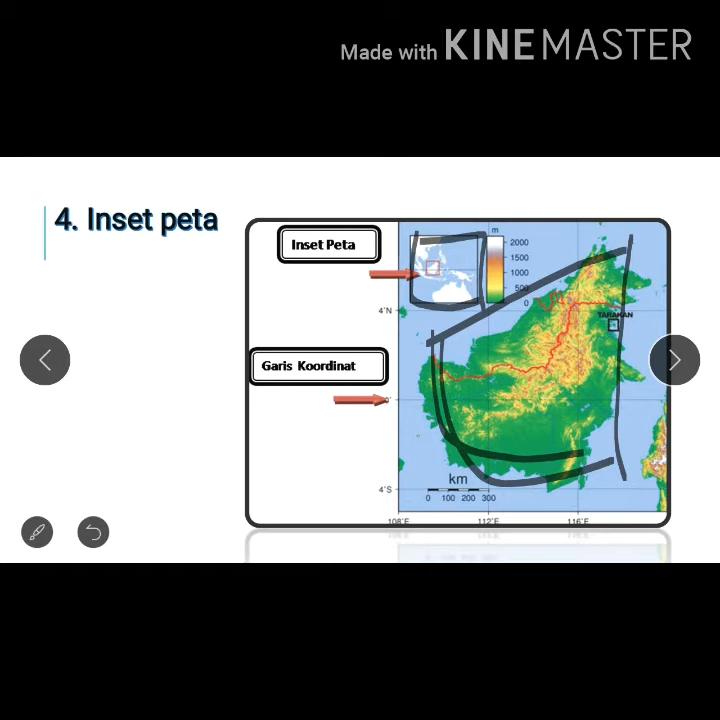 Made with KINEMASTER
4. Inset peta
Inset Peta
m
2000
1500
1000
500
0
4°N
TARAKAN
Garis Koordinat
4°S
km
0 100 200 300
108°E 112°E 116°E